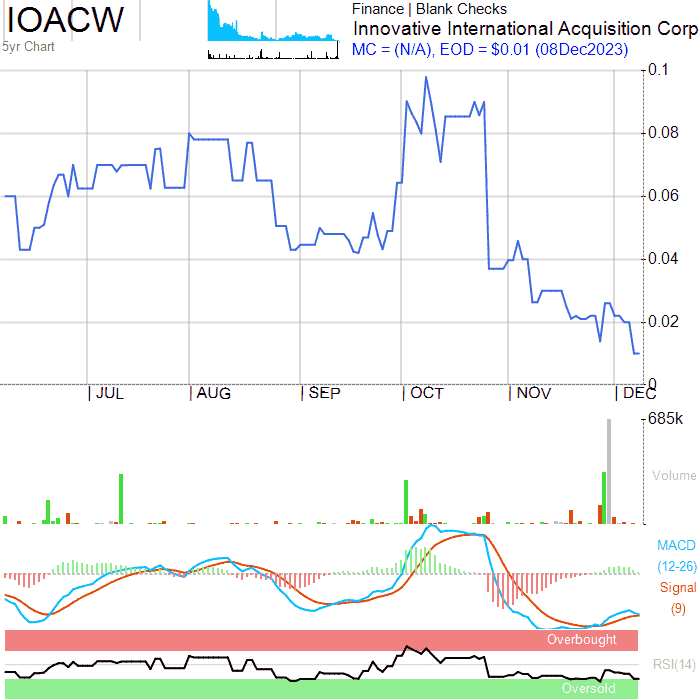 IOACW
5yr Chart
Finance | Blank Checks
Innovative International Acquisition Corp
MC = (N/A), EOD = $0.01 (08Dec2023)
0.1
0.08
0.06
0.04
0.02
0
JUL AUG SEP OCT NOV DEC
685k
Volume
MACD
(12-26)
Signal
(9)
Overbought
RSI(14)
Oversold